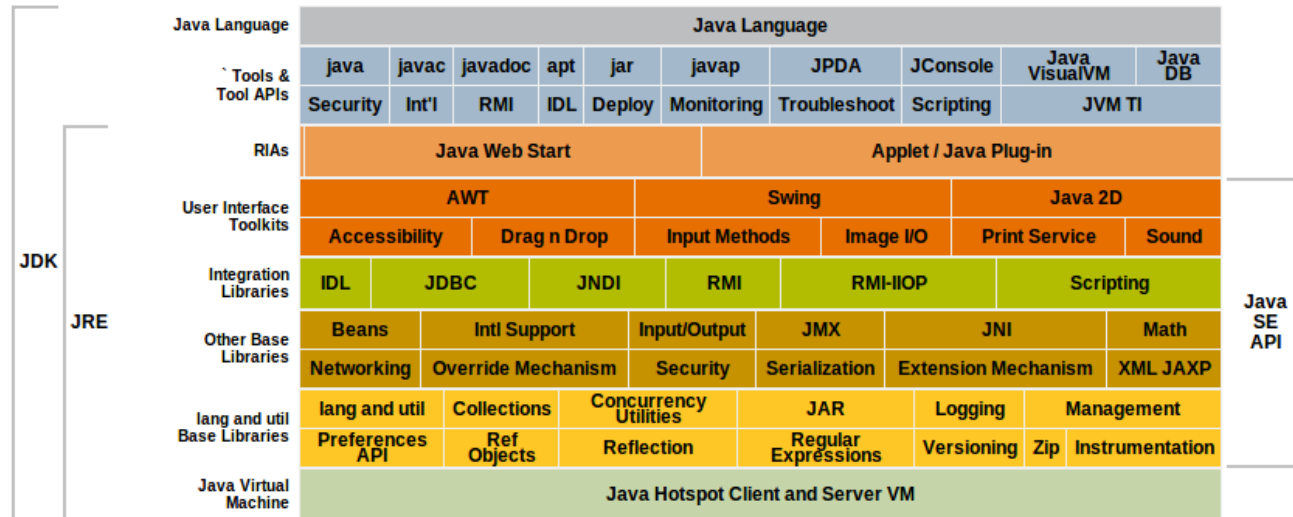 Java Language
Java Language
` Tools &
Tool APIs
java javac javadoc apt jar javap JPDA JConsole Java VisualVM Java DB
Security Int'l RMI IDL Deploy Monitoring Troubleshoot Scripting JVM TI
RIAs
Java Web Start Applet / Java Plug-in
User Interface
Toolkits
AWT Swing Java 2D
Accessibility Drag n Drop Input Methods Image I/O Print Service Sound
JDK
Integration
Libraries
IDL JDBC JNDI RMI RMI-IIOP Scripting
JRE
Java
SE
API
Other Base
Libraries
Beans Intl Support Input/Output JMX JNI Math
Networking Override Mechanism Security Serialization Extension Mechanism XML JAXP
lang and util
Base Libraries
lang and util Collections Concurrency Utilities JAR Logging Management
Preferences API Ref Objects Reflection Regular Expressions Versioning Zip Instrumentation
Java Virtual
Machine
Java Hotspot Client and Server VM